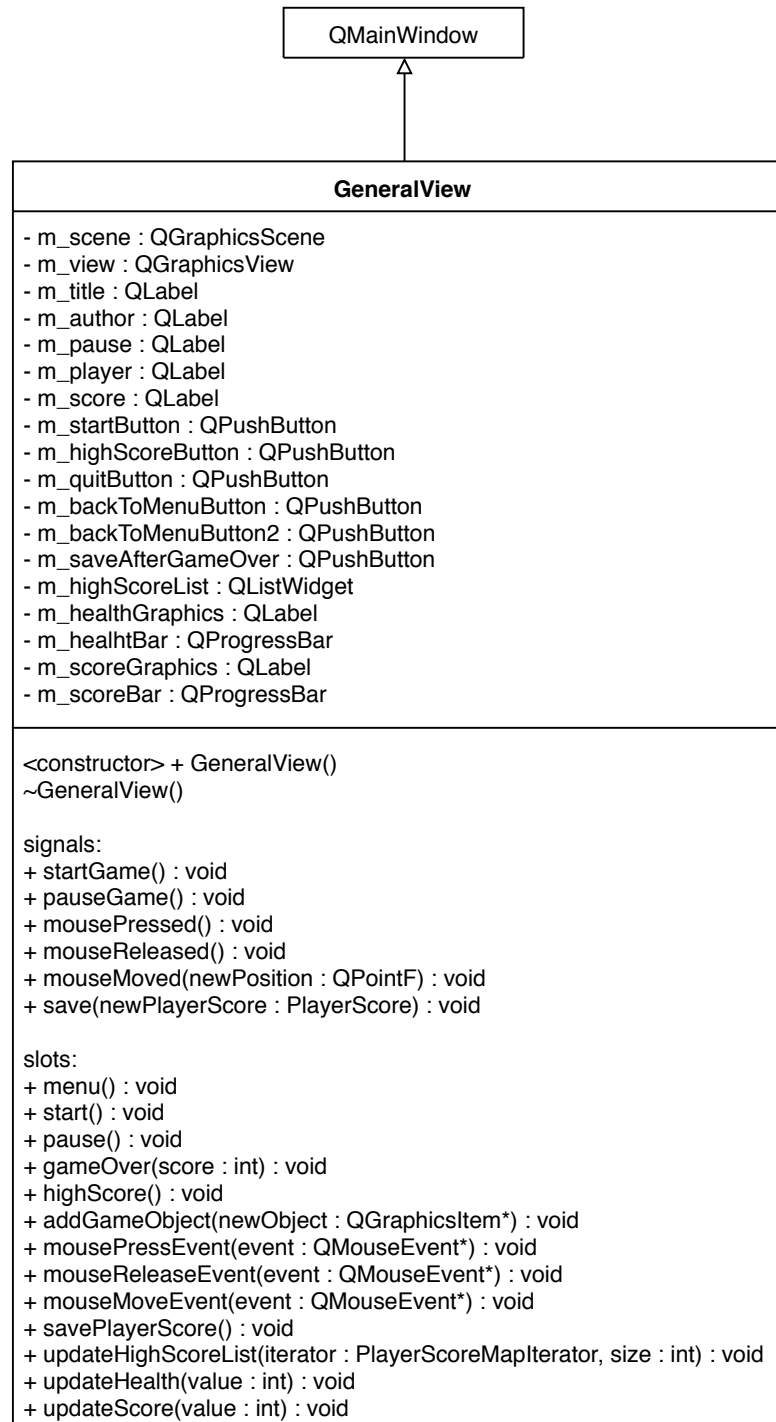 QMainWindow
GeneralView
- m_scene : QGraphicsScene
- m_view : QGraphicsView
- m_title : QLabel
- m_author : QLabel
- m_pause : QLabel
- m_player : QLabel
- m_score : QLabel
- m_startButton : QPushButton
- m_highScoreButton : QPushButton
- m_quitButton : QPushButton
- m_backToMenuButton : QPushButton
- m_backToMenuButton2 : QPushButton
- m_saveAfterGameOver : QPushButton
- m_highScoreList : QListWidget
- m_healthGraphics : QLabel
- m_healhtBar : QProgressBar
- m_scoreGraphics : QLabel
- m_scoreBar : QProgressBar
<constructor> + GeneralView()
~GeneralView()
signals:
+ startGame() : void
+ pauseGame() : void
+ mousePressed() : void
+ mouseReleased() : void
+ mouseMoved(newPosition : QPointF) : void
+ save(newPlayerScore : PlayerScore) : void
slots:
+ menu() : void
+ start() : void
+ pause() : void
+ gameOver(score : int) : void
+ highScore() : void
+ addGameObject(newObject : QGraphicsItem*) : void
+ mousePressEvent(event : QMouseEvent*) : void
+ mouseReleaseEvent(event : QMouseEvent*) : void
+ mouseMoveEvent(event : QMouseEvent*) : void
+ savePlayerScore() : void
+ updateHighScoreList(iterator : PlayerScoreMapIterator, size : int) : void
+ updateHealth(value : int) : void
+ updateScore(value : int) : void